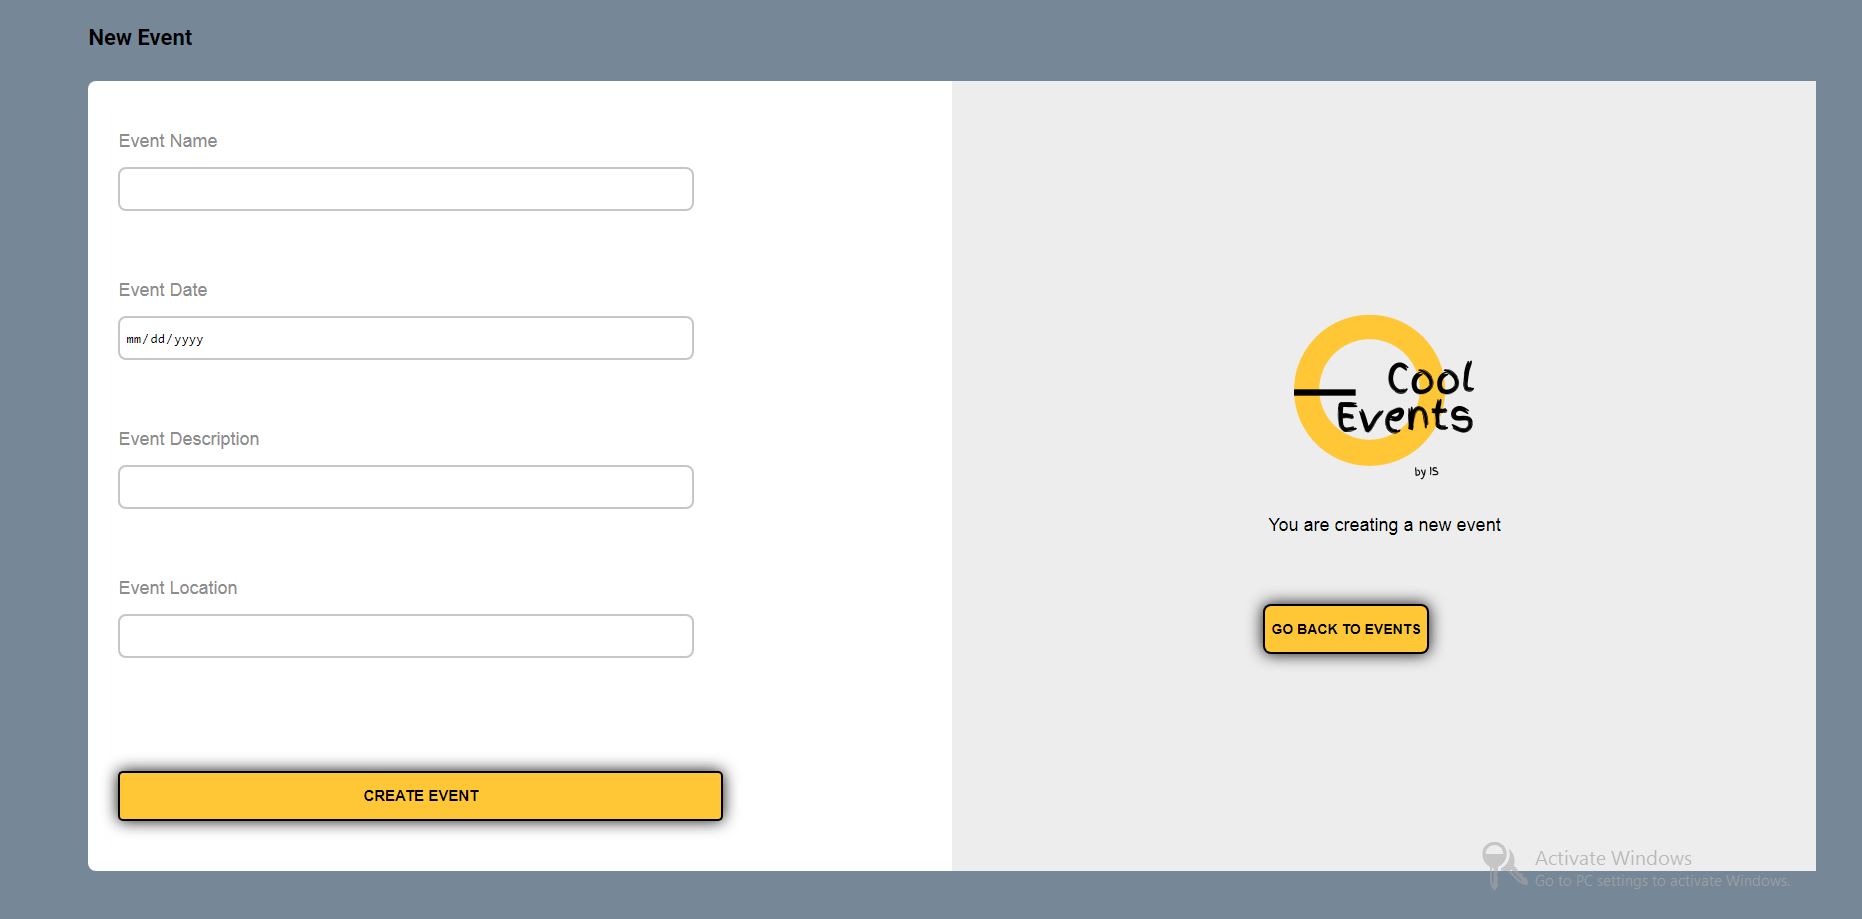 New Event
Event Name
Event Date
mm/dd/yyyy
Event Description
Event Location
CREATE EVENT
Cool
Events
by IS
You are creating a new event
GO BACK TO EVENTS
Activate Windows
Go to PC settings to activate Windows.